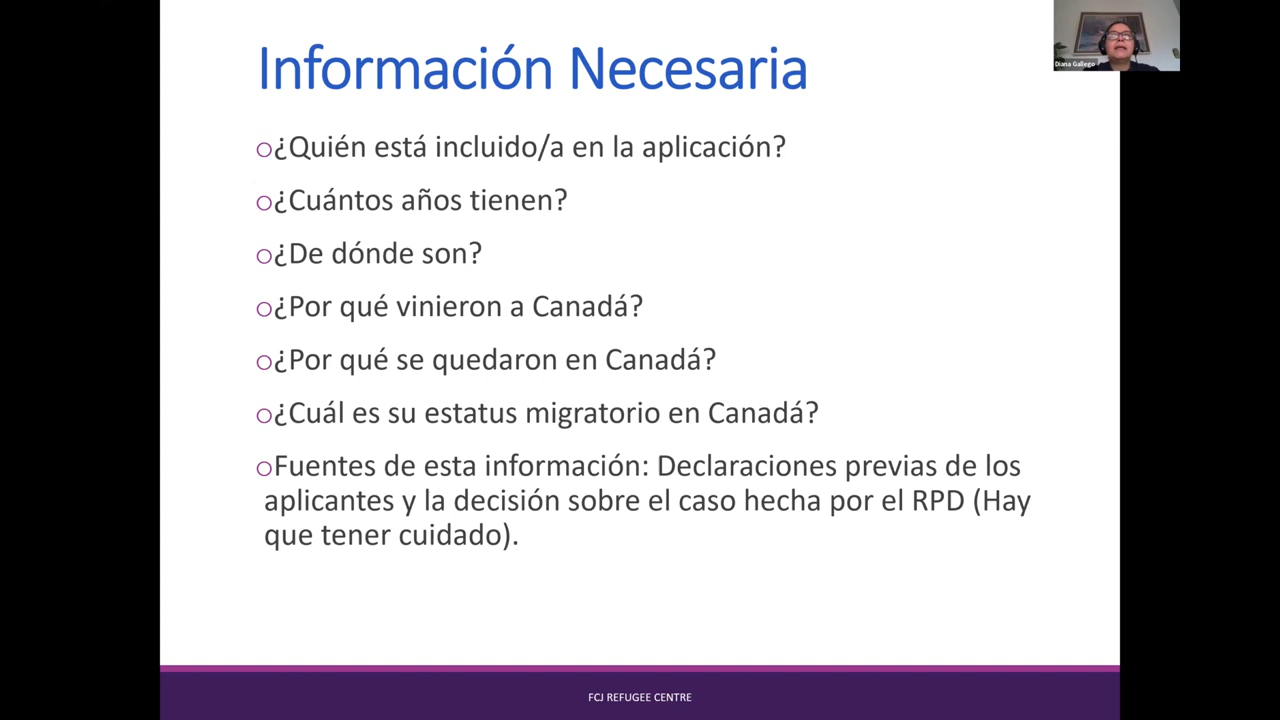 Información Necesaria
Diana Gallego
¿Quién está incluido/a en la aplicación?
¿Cuántos años tienen?
¿De dónde son?
¿Por qué vinieron a Canadá?
¿Por qué se quedaron en Canadá?
¿Cuál es su estatus migratorio en Canadá?
Fuentes de esta información: Declaraciones previas de los
aplicantes y la decisión sobre el caso hecha por el RPD (Hay
que tener cuidado).
FCJ REFUGEE CENTRE